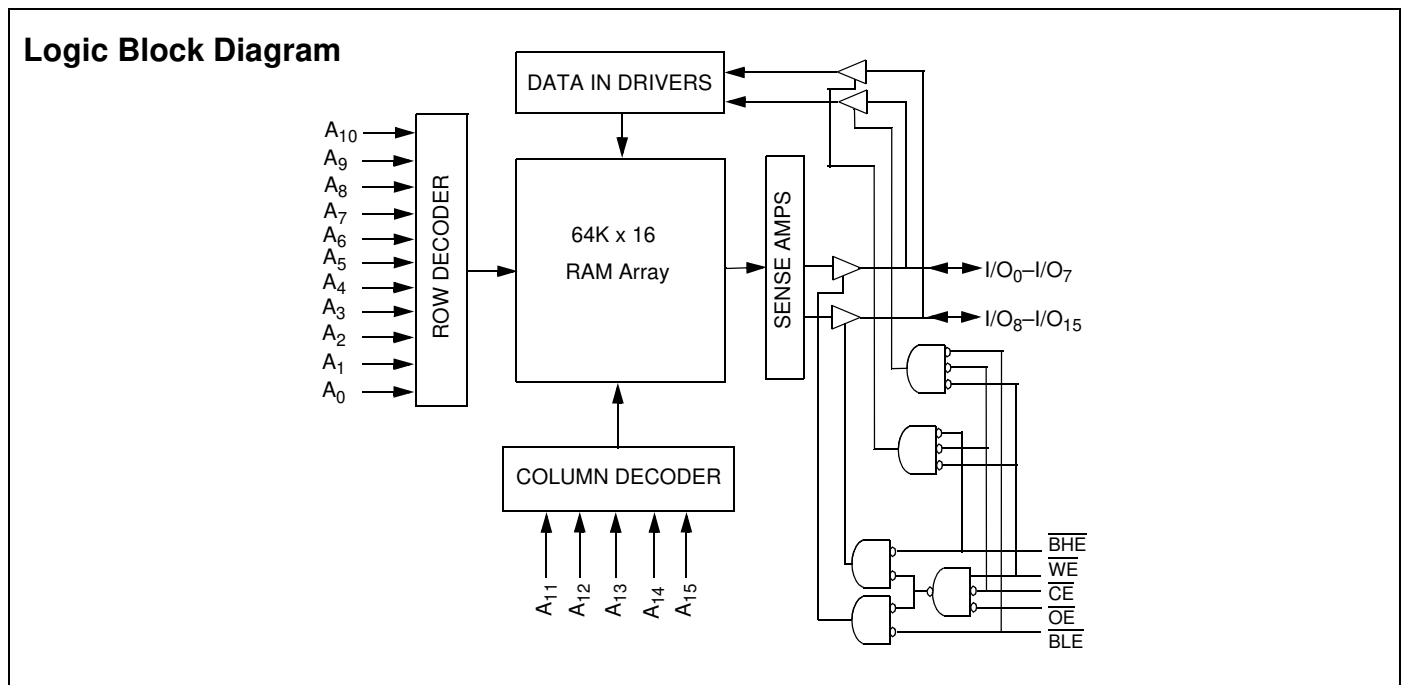 Logic Block Diagram
DATA IN DRIVERS
A10
A9
A8
A7
A6
A5
A4
A3
A2
A1
A0
ROW DECODER
64K x 16
RAM Array
SENSE AMPS
I/O0–I/O7
I/O8–I/O15
COLUMN DECODER
A11
A12
A13
A14
A15
BHE
WE
CE
OE
BLE